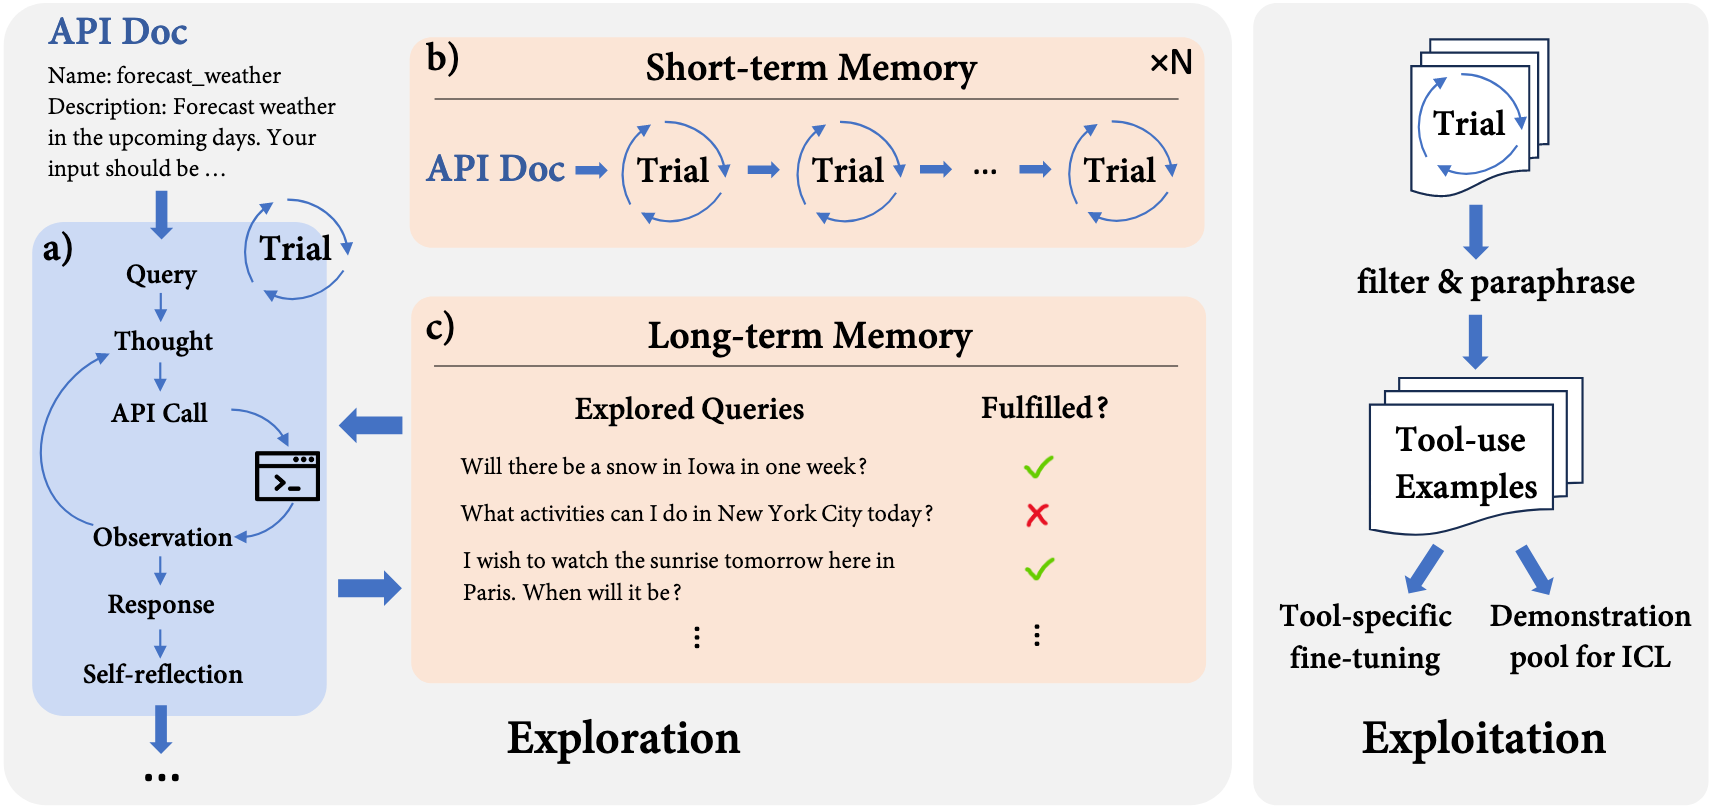 API Doc
Name: forecast_weather
Description: Forecast weather
in the upcoming days. Your
input should be ...
a)
Trial
Query
Thought
API Call
Observation
Response
Self-reflection
...
b)
Short-term Memory
×N
API Doc
Trial
Trial
...
Trial
c)
Long-term Memory
Explored Queries
Fulfilled?
Will there be a snow in Iowa in one week?
What activities can I do in New York City today?
I wish to watch the sunrise tomorrow here in
Paris. When will it be?
⋮
⋮
Exploration
Trial
filter & paraphrase
Tool-use
Examples
Tool-specific
fine-tuning
Demonstration
pool for ICL
Exploitation